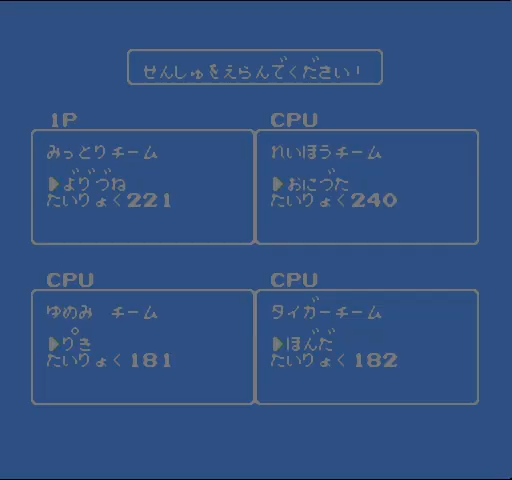 せんしゅをえらんでください!
1P
みっとりチーム
▶よりづね
たいりょく221
CPU
れいほうチーム
▶おにづた
たいりょく240
CPU
ゆのみ チーム
▶りき
たいりょく181
CPU
タイガーチーム
▶ほんだ
たいりょく182